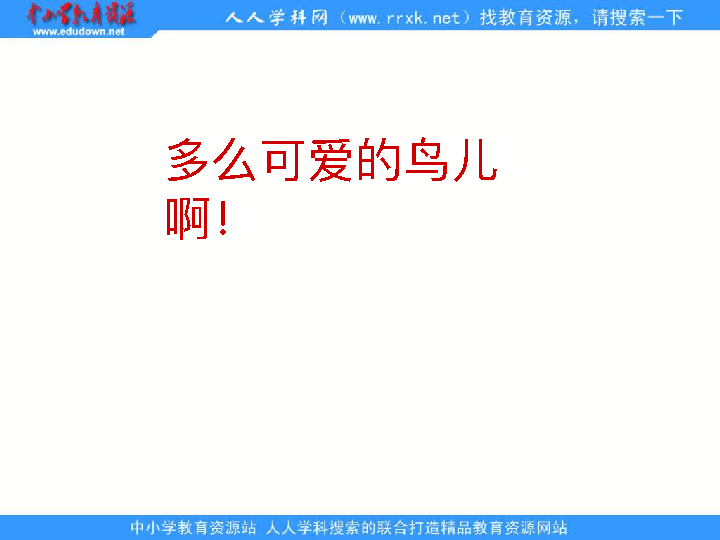 中小学教育资源
www.edudown.net
人人学科网（www.rrxk.net）找教育资源，请搜索一下
多么可爱的鸟儿
啊！
中小学教育资源站 人人学科搜索的联合打造精品教育资源网站